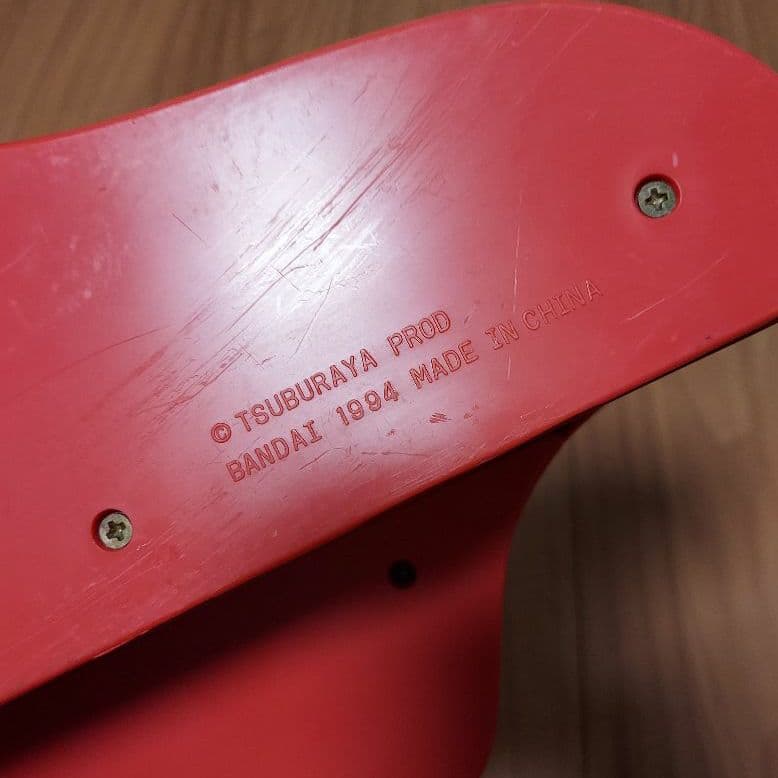 © TSUBURAYA PROD
BANDAI 1994 MADE IN CHINA